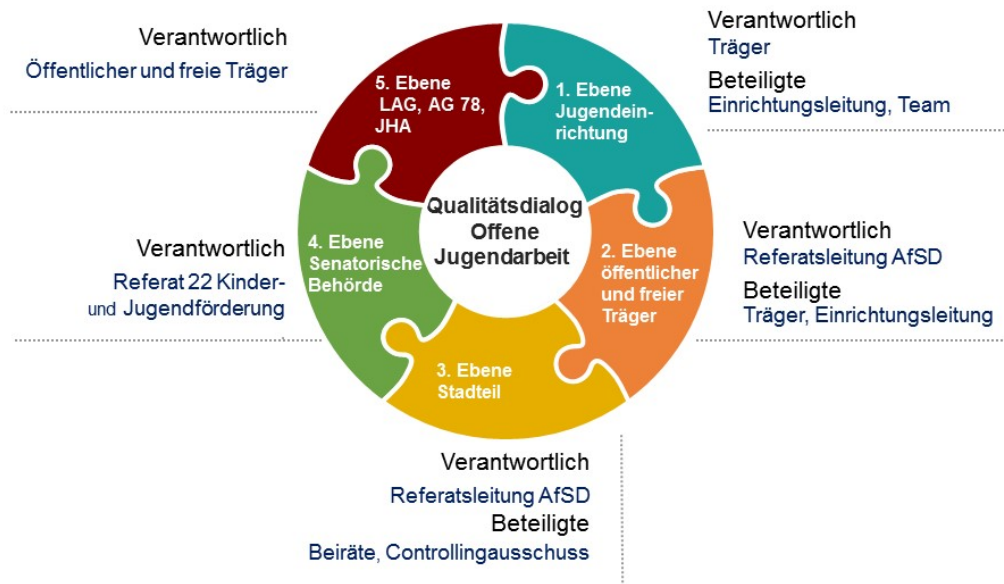 Qualitätsdialog
Offene
Jugendarbeit
1. Ebene
Jugendein-
richtung
Verantwortlich
Träger
Beteiligte
Einrichtungsleitung, Team
2. Ebene
öffentlicher
und freier
Träger
Verantwortlich
Referatsleitung AfSD
Beteiligte
Träger, Einrichtungsleitung
3. Ebene
Stadteil
Verantwortlich
Referatsleitung AfSD
Beteiligte
Beiräte, Controllingausschuss
4. Ebene
Senatorische
Behörde
Verantwortlich
Referat 22 Kinder-
und Jugendförderung
5. Ebene
LAG, AG 78,
JHA
Verantwortlich
Öffentlicher und freie Träger